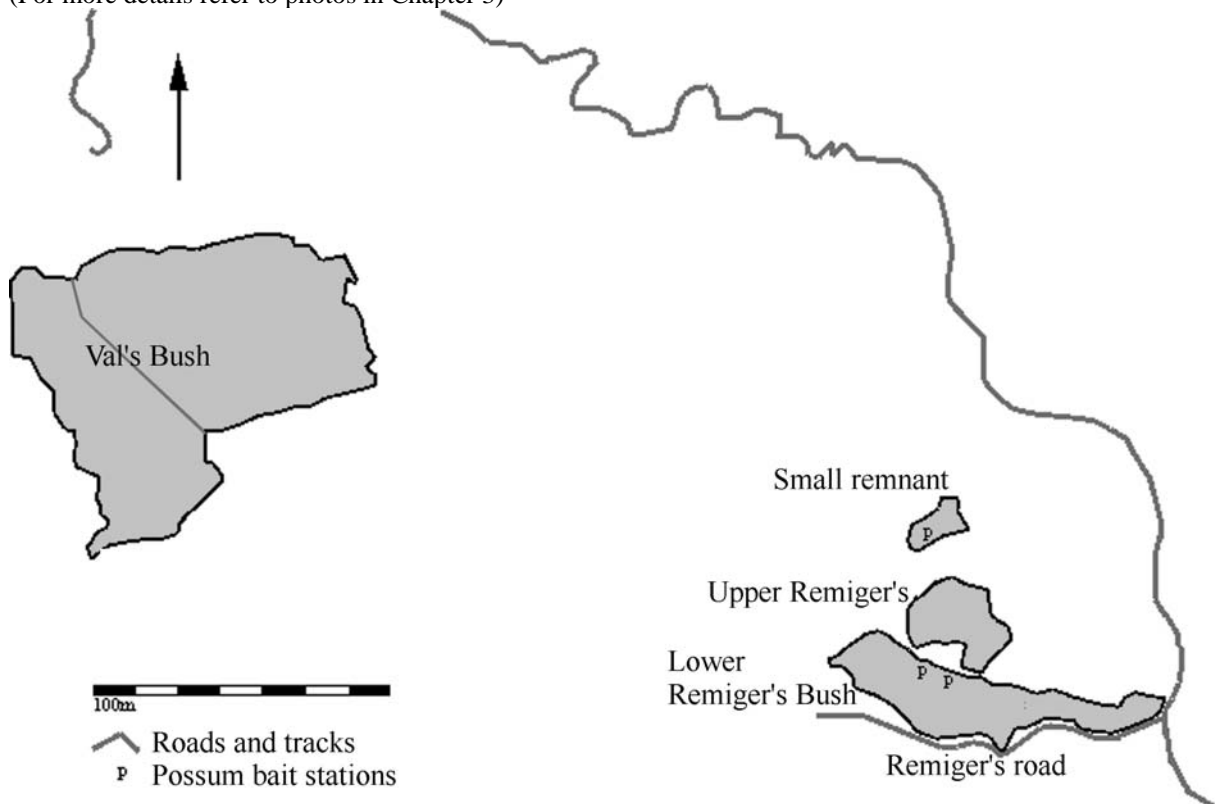 (For more details refer to photos in Chapter 3)
Val's Bush
Small remnant
P
Upper Remiger's
Lower
Remiger's Bush
P P
Remiger's road
100m
Roads and tracks
P Possum bait stations